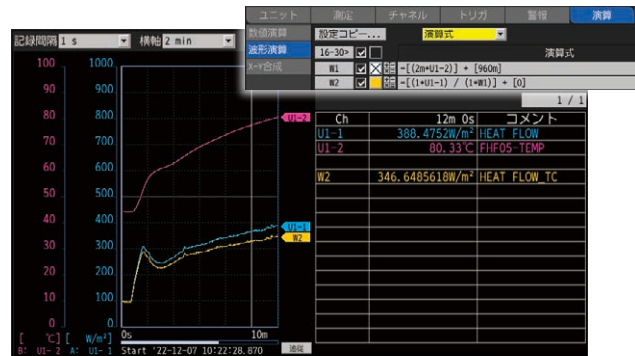 ユニット 測定 チャネル トリガ 警報 演算
数値演算 設定コピー... 演算式
波形演算 16-30> 演算式
X-Y合成 W1 =[(2m*U1-2)] + [960m]
W2 =[(1*U1-1) / (1*W1)] + [0]
記録間隔 1 s 横軸 2 min
1 / 1
Ch 12m 0s コメント
U1-1 388.4752W/m² HEAT FLOW
U1-2 80.33℃ FHF05-TEMP
W2 346.6485618W/m² HEAT FLOW_TC
100 1000
90 900
80 800
70 700
60 600
50 500
40 400
30 300
20 200
10 100
0 0
U1-2
U1-1
W2
0s 10m
[ ℃] [ W/m²]
B: U1- 2 A: U1- 1 Start '22-12-07 10:22:28.870 追従